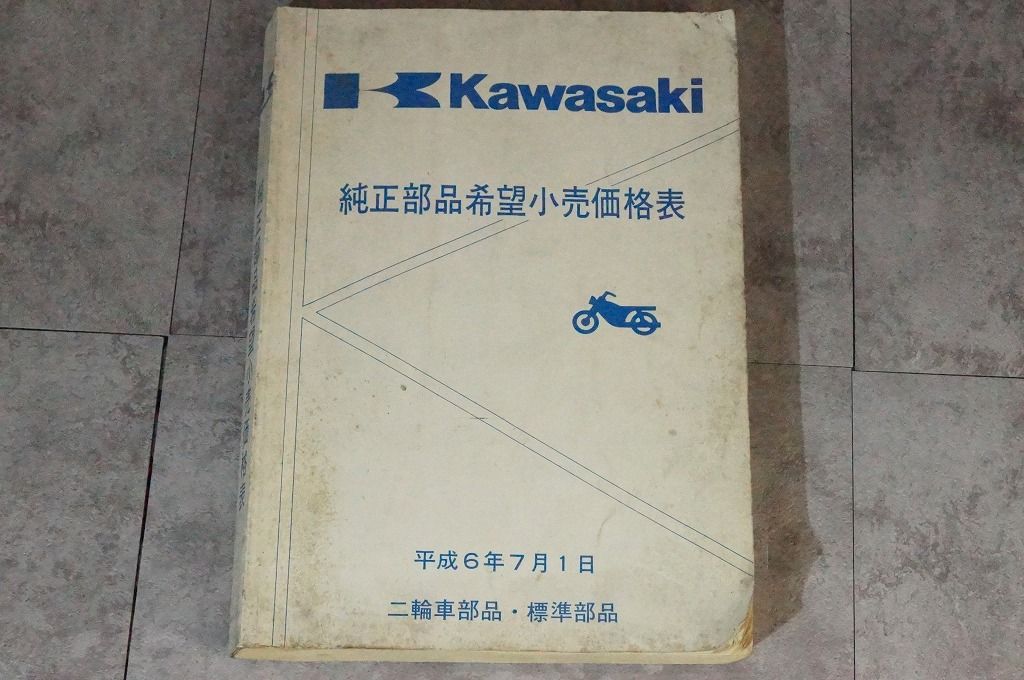 Kawasaki
純正部品希望小売価格表
平成6年7月1日
二輪車部品・標準部品